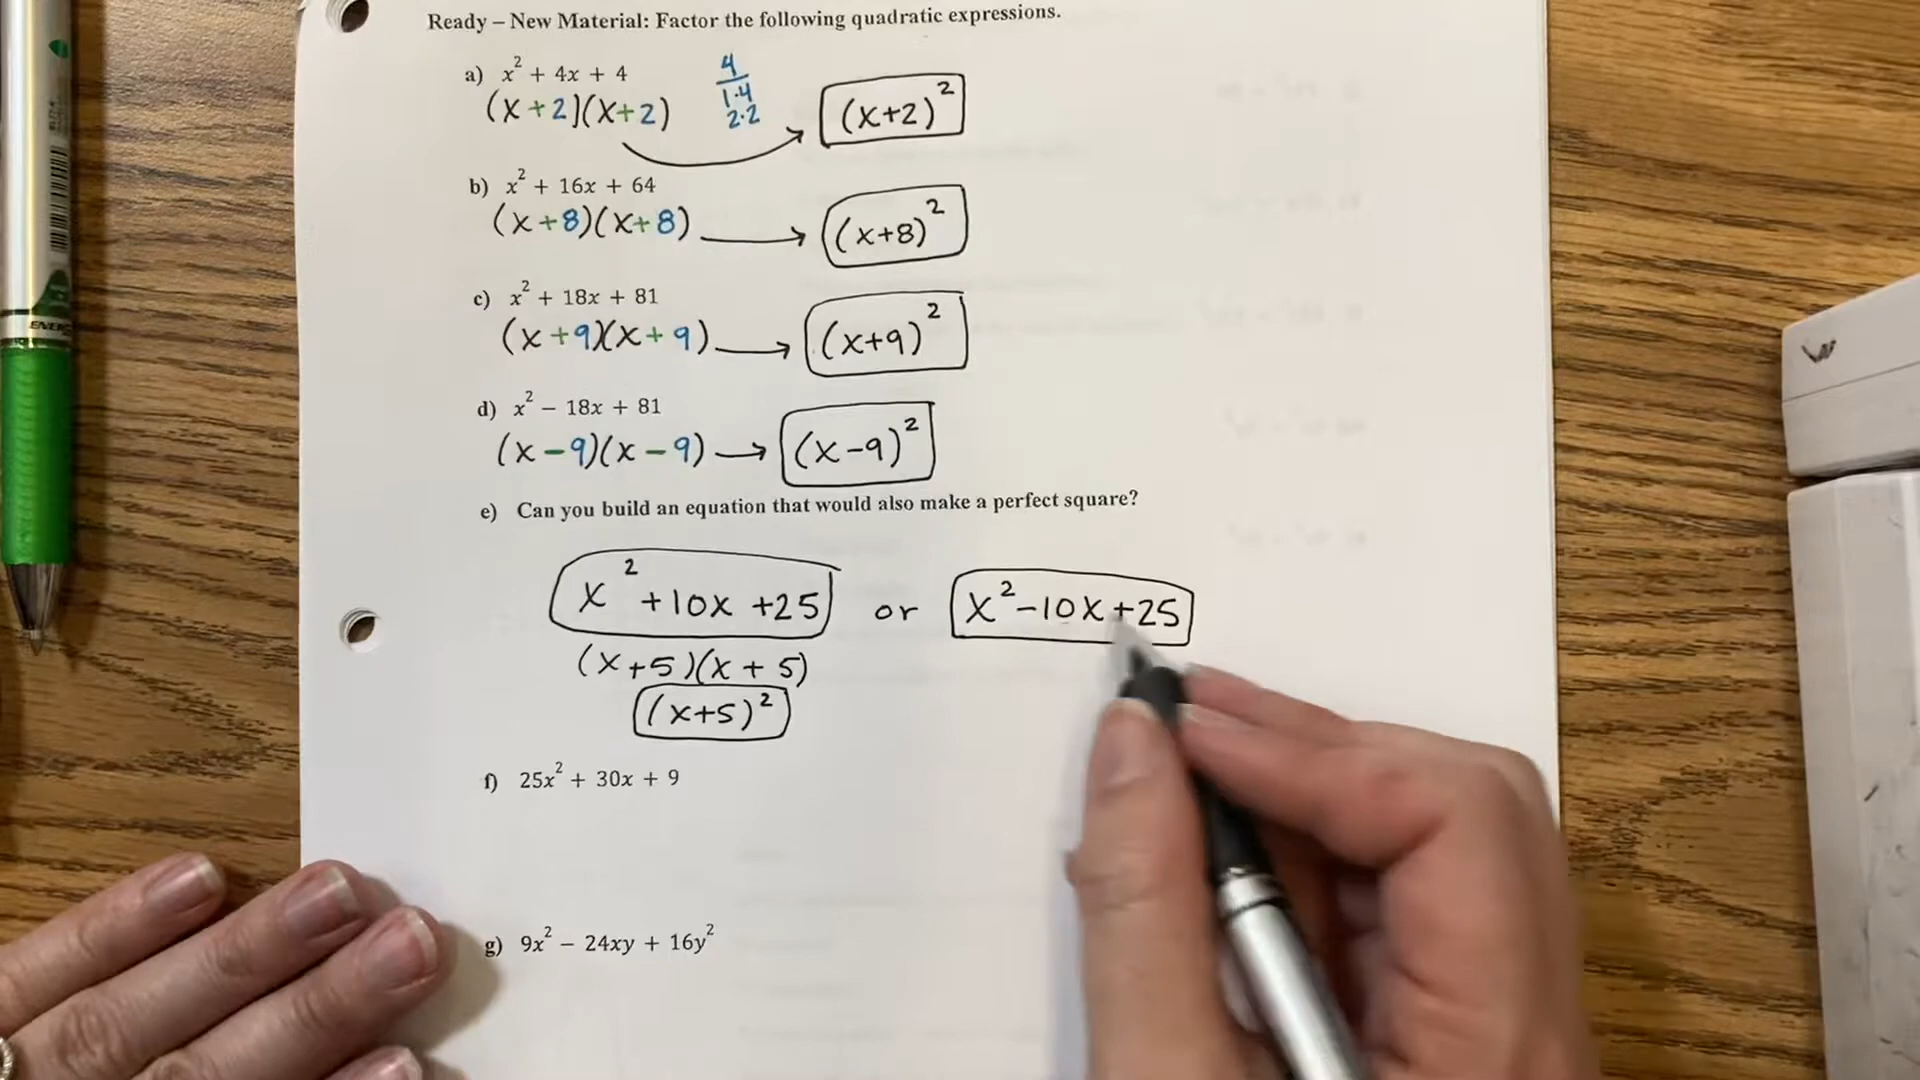 Ready – New Material: Factor the following quadratic expressions.
a) x² + 4x + 4
(x+2)(x+2)
4
1·4
2·2
(x+2)²
b) x² + 16x + 64
(x+8)(x+8)
(x+8)²
c) x² + 18x + 81
(x+9)(x+9)
(x+9)²
d) x² − 18x + 81
(x−9)(x−9)
(x−9)²
e) Can you build an equation that would also make a perfect square?
x² +10x +25 or x²−10x+25
(x+5)(x+5)
(x+5)²
f) 25x² + 30x + 9
g) 9x² − 24xy + 16y²